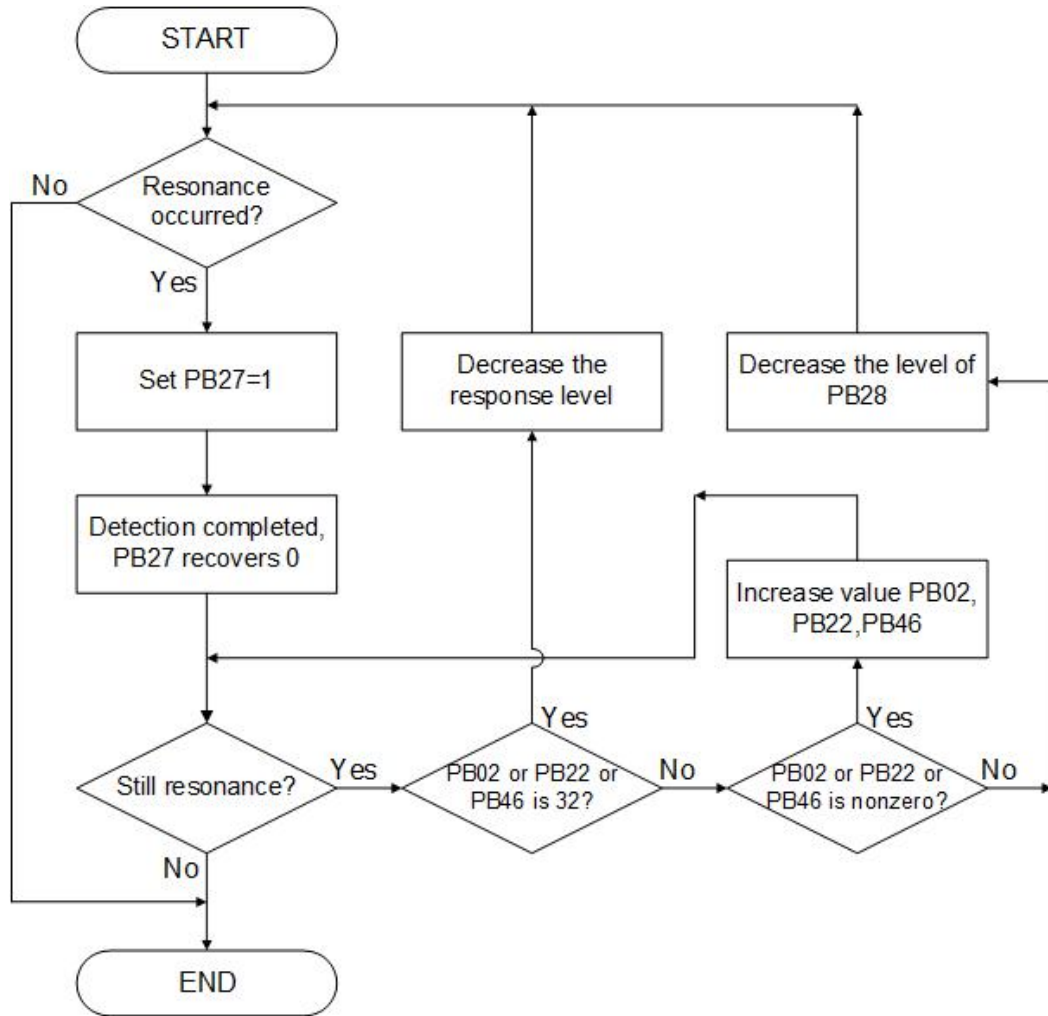 START
No
Resonance
occurred?
Yes
Set PB27=1
Decrease the
response level
Decrease the level of
PB28
Detection completed,
PB27 recovers 0
Increase value PB02,
PB22,PB46
Yes
Yes
Still resonance?
Yes
PB02 or PB22 or
PB46 is 32?
No
PB02 or PB22 or
PB46 is nonzero?
No
No
END